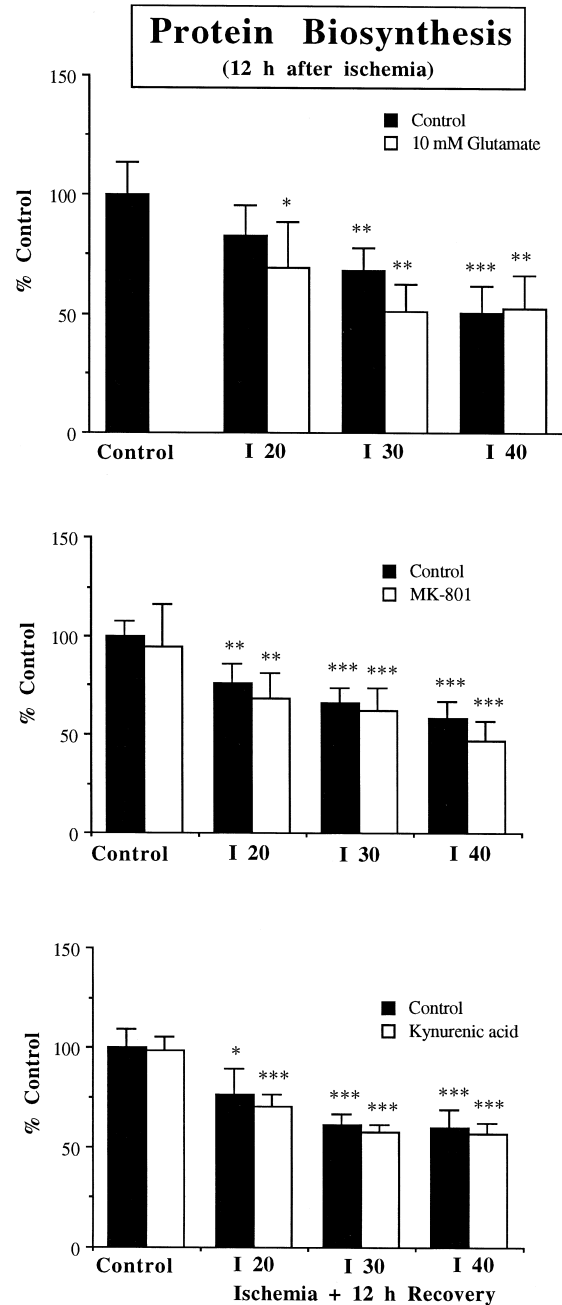 Protein Biosynthesis
(12 h after ischemia)
150
Control
10 mM Glutamate
100
*
**
**
***
**
% Control
50
0
Control I 20 I 30 I 40
150
Control
MK-801
100
**
**
***
***
***
***
% Control
50
0
Control I 20 I 30 I 40
150
Control
Kynurenic acid
100
*
***
***
***
***
***
% Control
50
0
Control I 20 I 30 I 40
Ischemia + 12 h Recovery